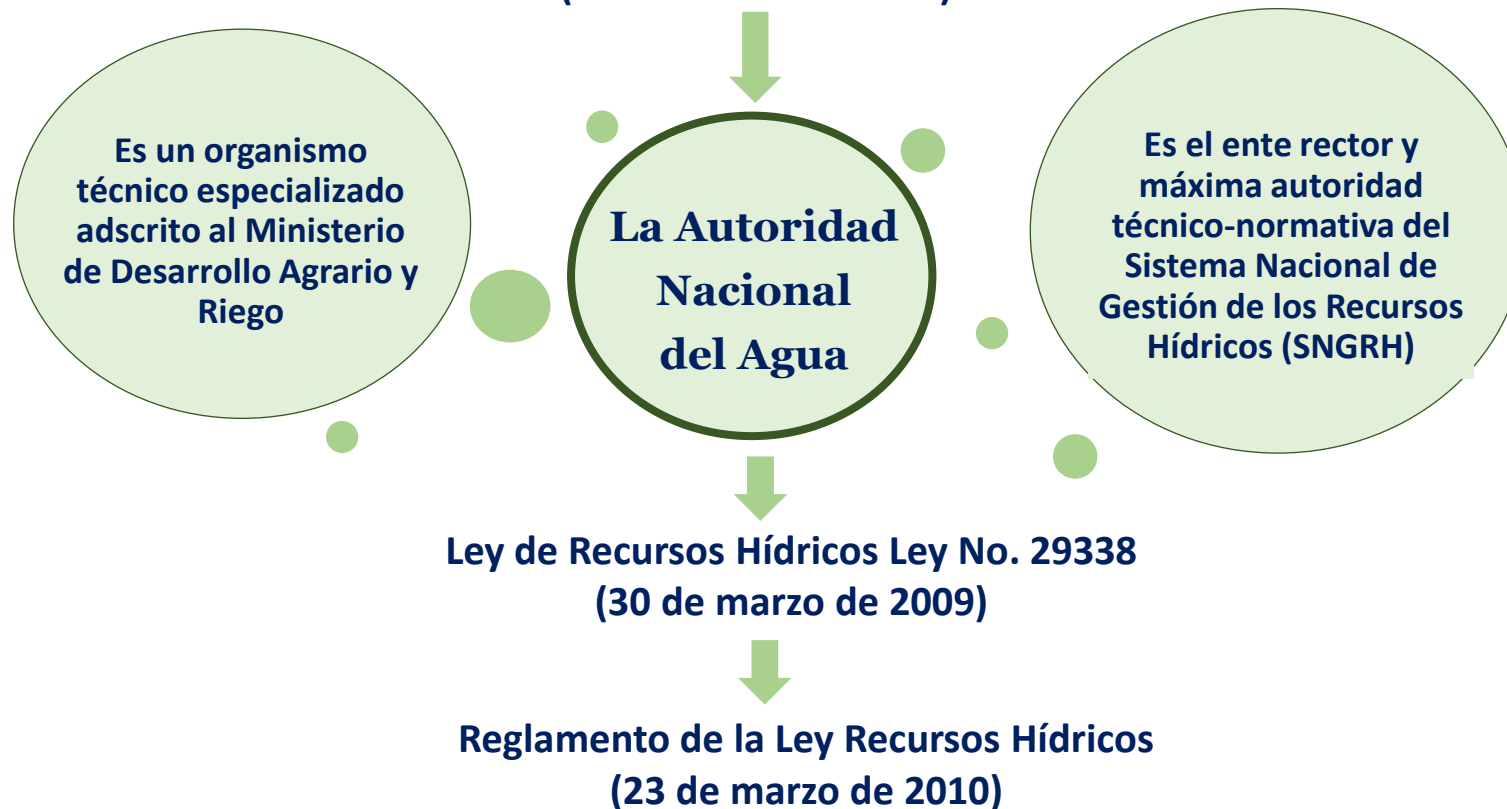 Es un organismo
técnico especializado
adscrito al Ministerio
de Desarrollo Agrario y
Riego
La Autoridad
Nacional
del Agua
Es el ente rector y
máxima autoridad
técnico-normativa del
Sistema Nacional de
Gestión de los Recursos
Hídricos (SNGRH)
Ley de Recursos Hídricos Ley No. 29338
(30 de marzo de 2009)
Reglamento de la Ley Recursos Hídricos
(23 de marzo de 2010)